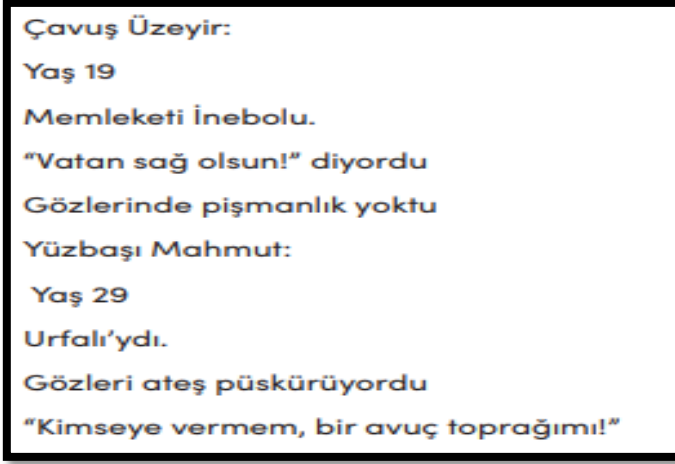 Çavuş Üzeyir:
Yaş 19
Memleketi İnebolu.
“Vatan sağ olsun!” diyordu
Gözlerinde pişmanlık yoktu
Yüzbaşı Mahmut:
Yaş 29
Urfalı’ydı.
Gözleri ateş püskürüyordu
“Kimseye vermem, bir avuç toprağımı!”